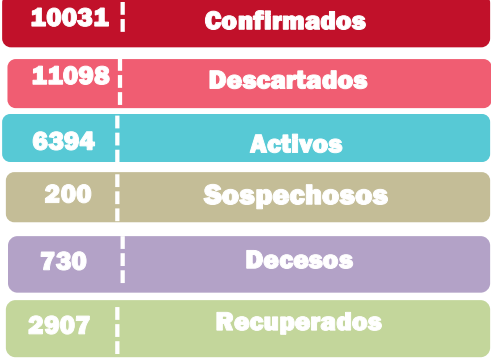 10031 Confirmados
11098 Descartados
6394 Activos
200 Sospechosos
730 Decesos
2907 Recuperados